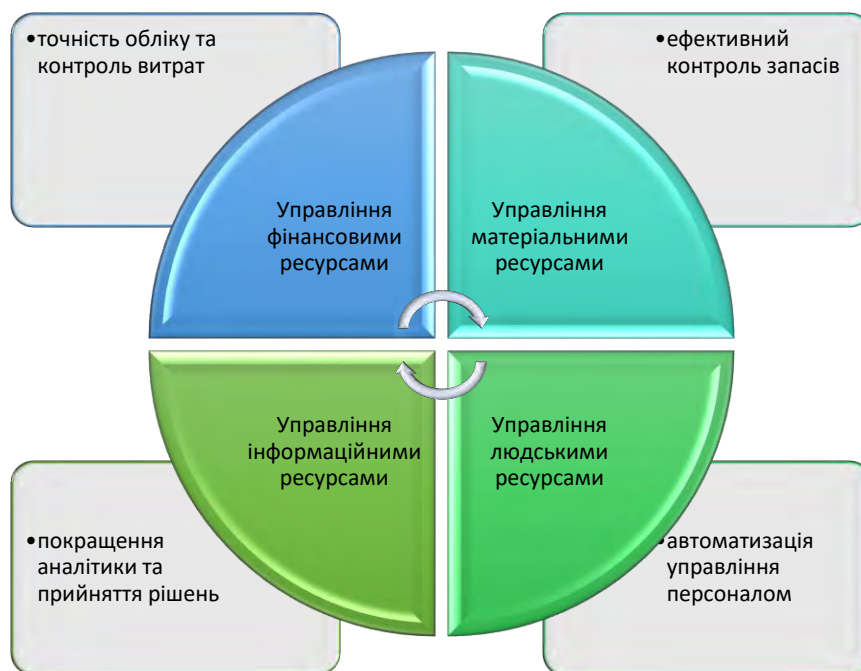 •точність обліку та
контроль витрат
•ефективний
контроль запасів
Управління
фінансовими
ресурсами
Управління
матеріальними
ресурсами
Управління
інформаційними
ресурсами
Управління
людськими
ресурсами
•покращення
аналітики та
прийняття рішень
•автоматизація
управління
персоналом